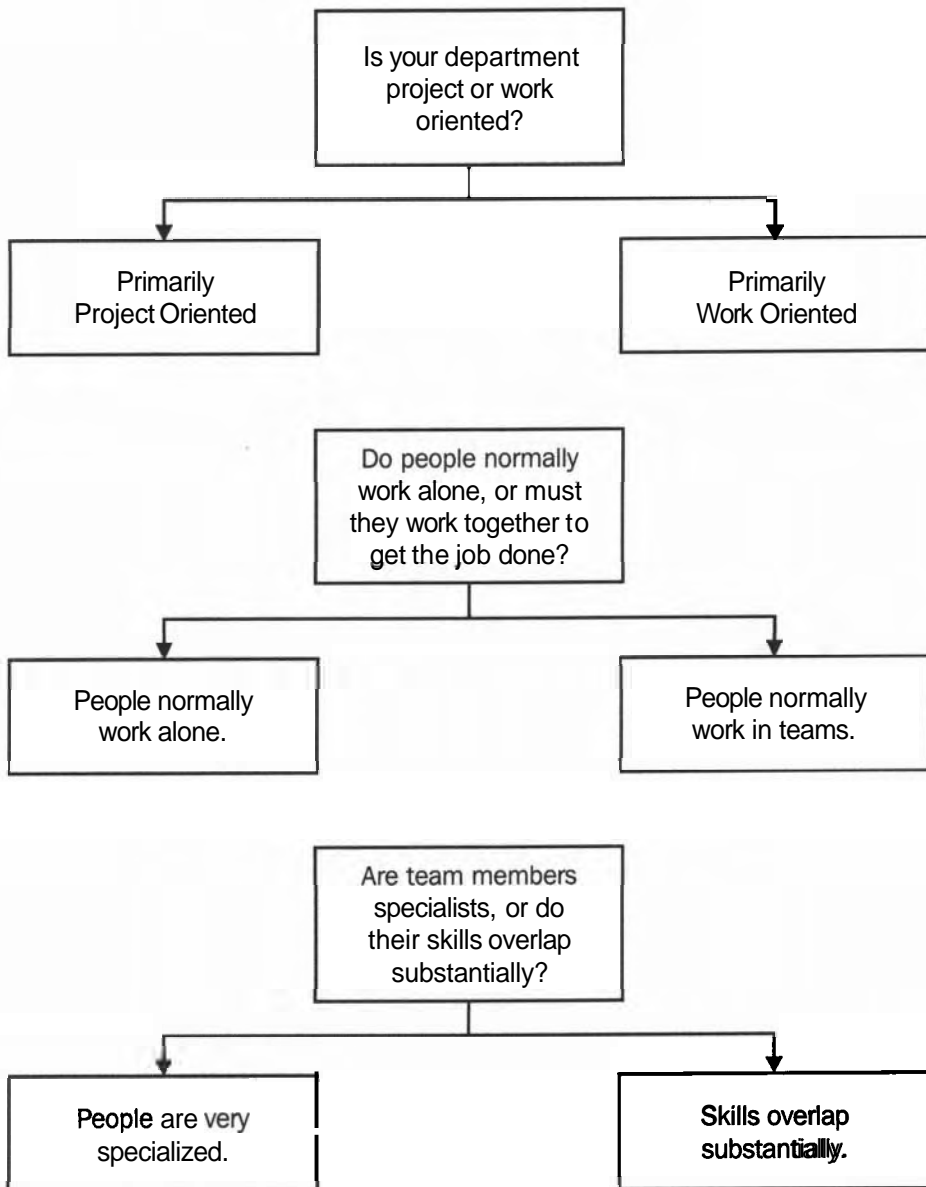 Is your department
project or work
oriented?
Primarily
Project Oriented
Primarily
Work Oriented
Do people normally
work alone, or must
they work together to
get the job done?
People normally
work alone.
People normally
work in teams.
Are team members
specialists, or do
their skills overlap
substantially?
People are very
specialized.
Skills overlap
substantially.